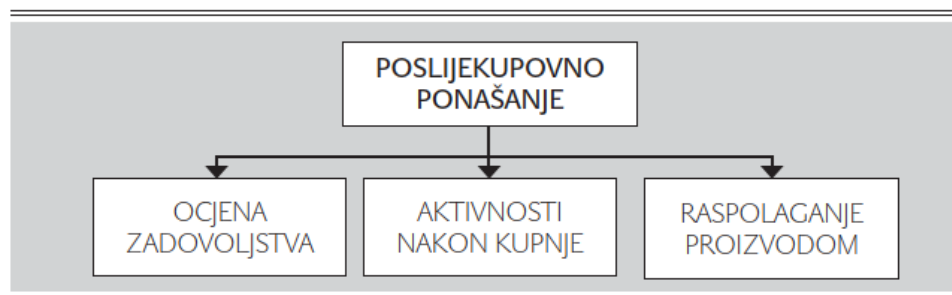 POSLIJEKUPOVNO
PONAŠANJE
OCJENA
ZADOVOLJSTVA
AKTIVNOSTI
NAKON KUPNJE
RASPOLAGANJE
PROIZVODOM